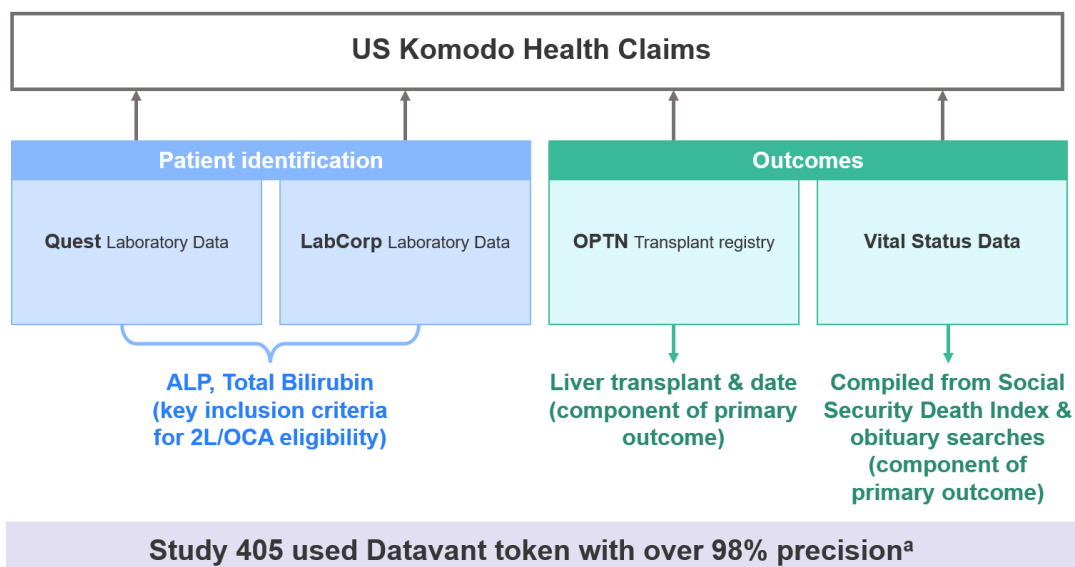 US Komodo Health Claims
Patient identification
Outcomes
Quest Laboratory Data
LabCorp Laboratory Data
OPTN Transplant registry
Vital Status Data
ALP, Total Bilirubin
(key inclusion criteria
for 2L/OCA eligibility)
Liver transplant & date
(component of primary
outcome)
Compiled from Social
Security Death Index &
obituary searches
(component of
primary outcome)
Study 405 used Datavant token with over 98% precisionᵃ